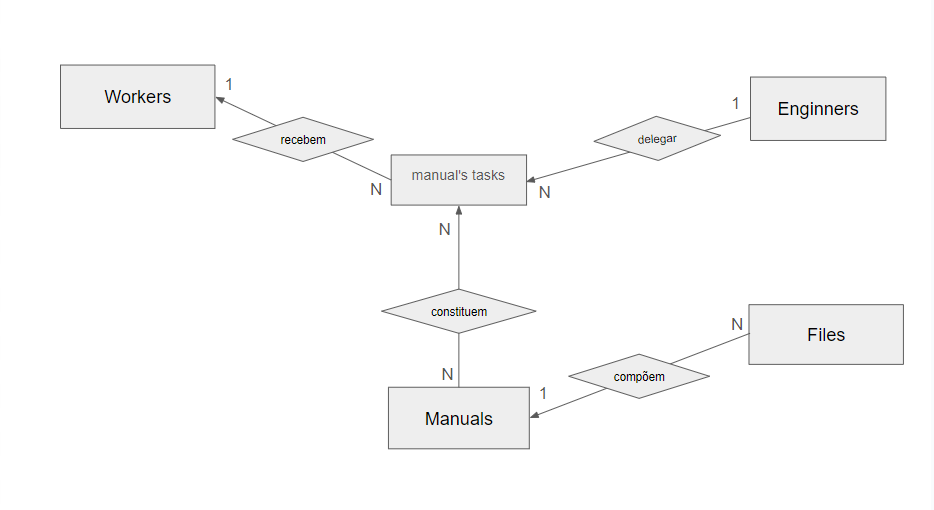 Workers
1
recebem
N
manual's tasks
1
Enginners
delegar
N
N
constituem
N
Manuals
1
compõem
N
Files